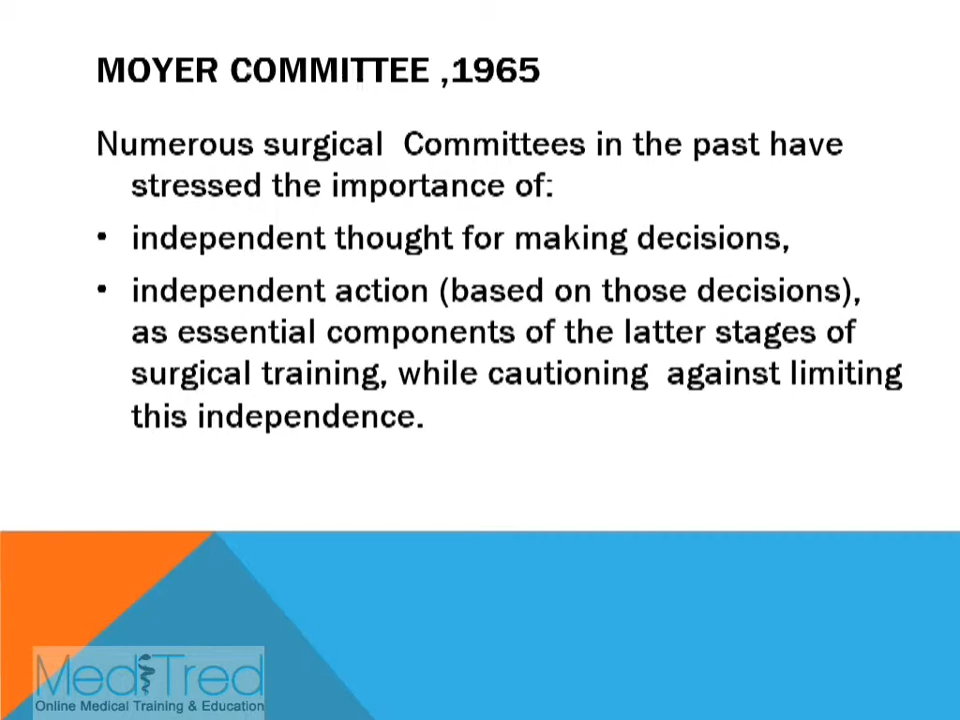 MOYER COMMITTEE ,1965
Numerous surgical Committees in the past have
stressed the importance of:
• independent thought for making decisions,
• independent action (based on those decisions),
as essential components of the latter stages of
surgical training, while cautioning against limiting
this independence.
MediTred
Online Medical Training & Education